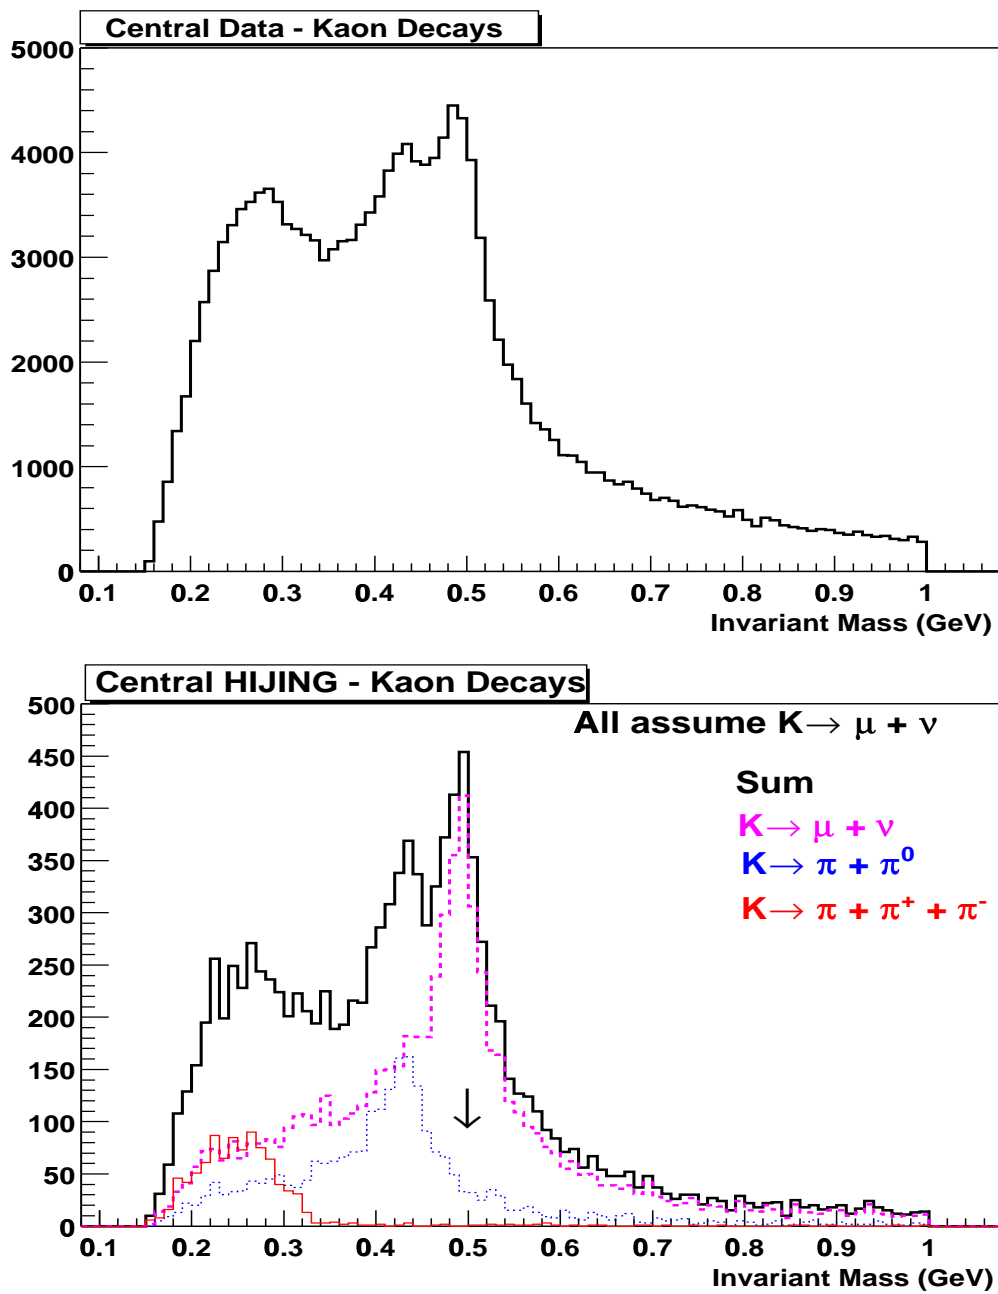 Central Data - Kaon Decays
5000
4000
3000
2000
1000
0
0.1 0.2 0.3 0.4 0.5 0.6 0.7 0.8 0.9 1
Invariant Mass (GeV)
Central HIJING - Kaon Decays
500
All assume K→ μ + ν
450
400
Sum
K→ μ + ν
350
K→ π + π⁰
300
K→ π + π⁺ + π⁻
250
200
150
100
50
0
0.1 0.2 0.3 0.4 0.5 0.6 0.7 0.8 0.9 1
Invariant Mass (GeV)